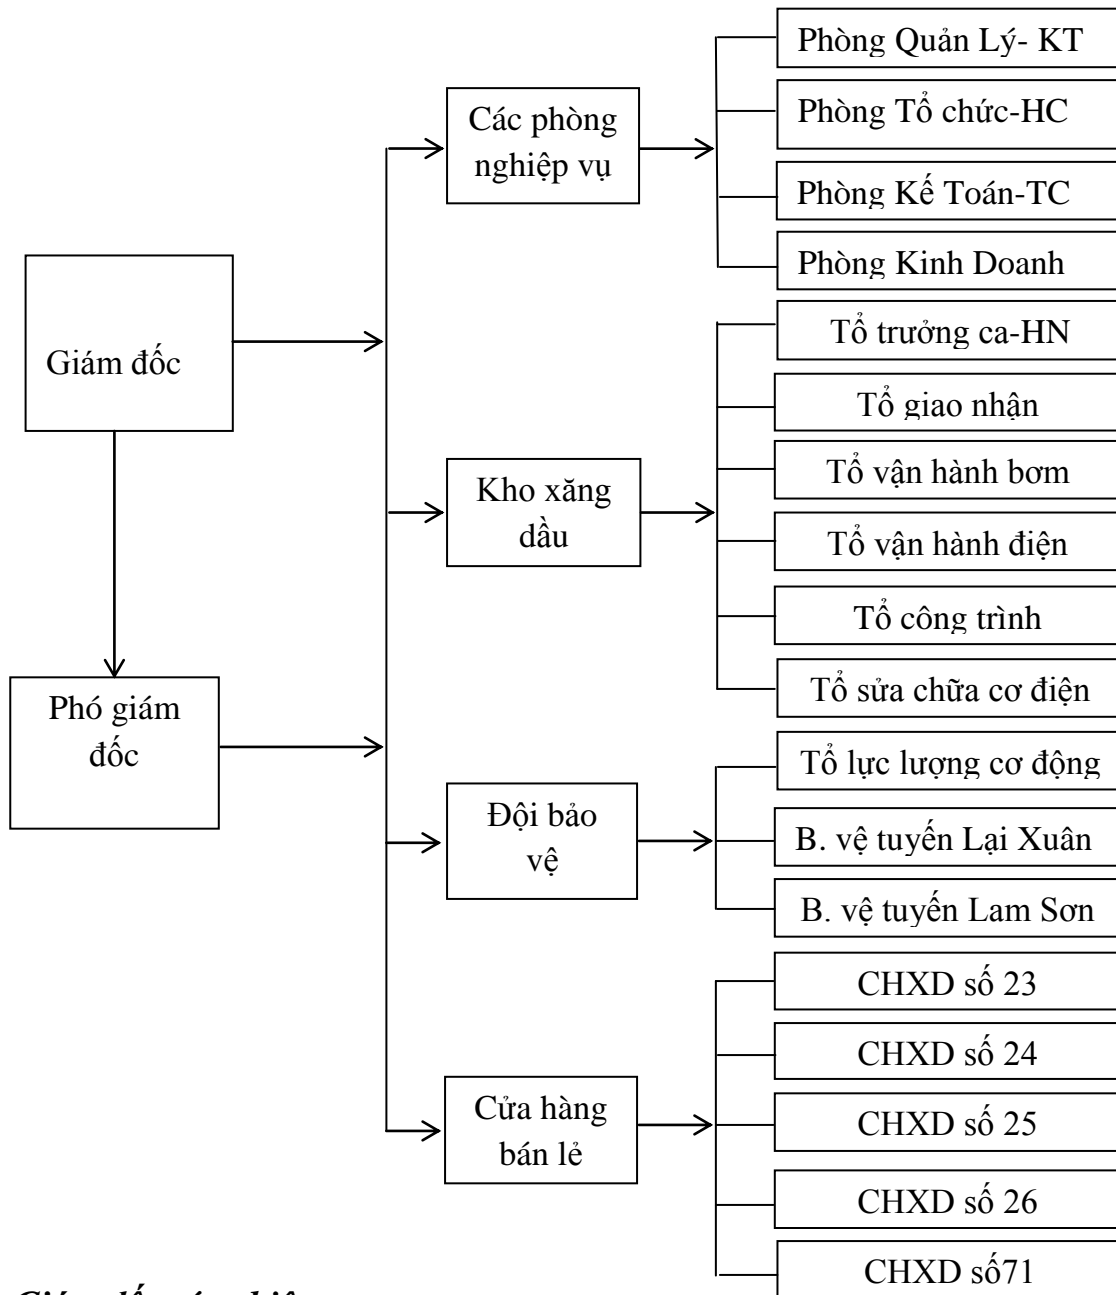 Giám đốc
Phó giám
đốc
Các phòng
nghiệp vụ
Phòng Quản Lý- KT
Phòng Tổ chức-HC
Phòng Kế Toán-TC
Phòng Kinh Doanh
Kho xăng
dầu
Tổ trưởng ca-HN
Tổ giao nhận
Tổ vận hành bơm
Tổ vận hành điện
Tổ công trình
Tổ sửa chữa cơ điện
Đội bảo
vệ
Tổ lực lượng cơ động
B. vệ tuyến Lại Xuân
B. vệ tuyến Lam Sơn
Cửa hàng
bán lẻ
CHXD số 23
CHXD số 24
CHXD số 25
CHXD số 26
CHXD số71